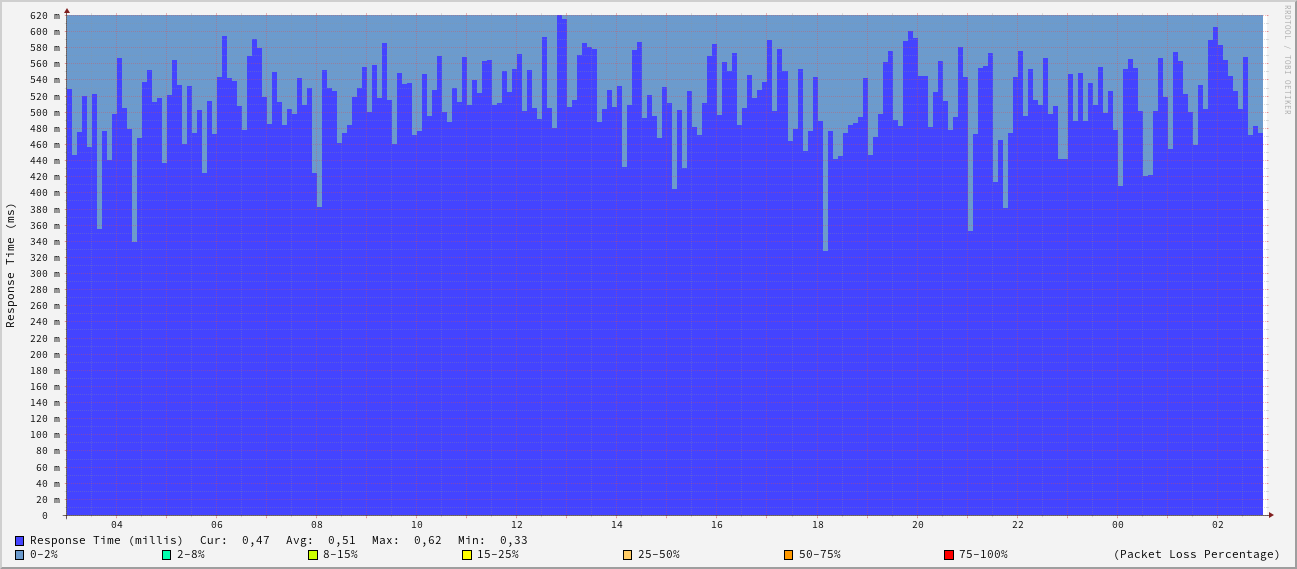 RRDTOOL / TOBI OETIKER
Response Time (ms)
620 m
600 m
580 m
560 m
540 m
520 m
500 m
480 m
460 m
440 m
420 m
400 m
380 m
360 m
340 m
320 m
300 m
280 m
260 m
240 m
220 m
200 m
180 m
160 m
140 m
120 m
100 m
80 m
60 m
40 m
20 m
0
04 06 08 10 12 14 16 18 20 22 00 02
Response Time (millis) Cur: 0,47 Avg: 0,51 Max: 0,62 Min: 0,33
0-2% 2-8% 8-15% 15-25% 25-50% 50-75% 75-100% (Packet Loss Percentage)